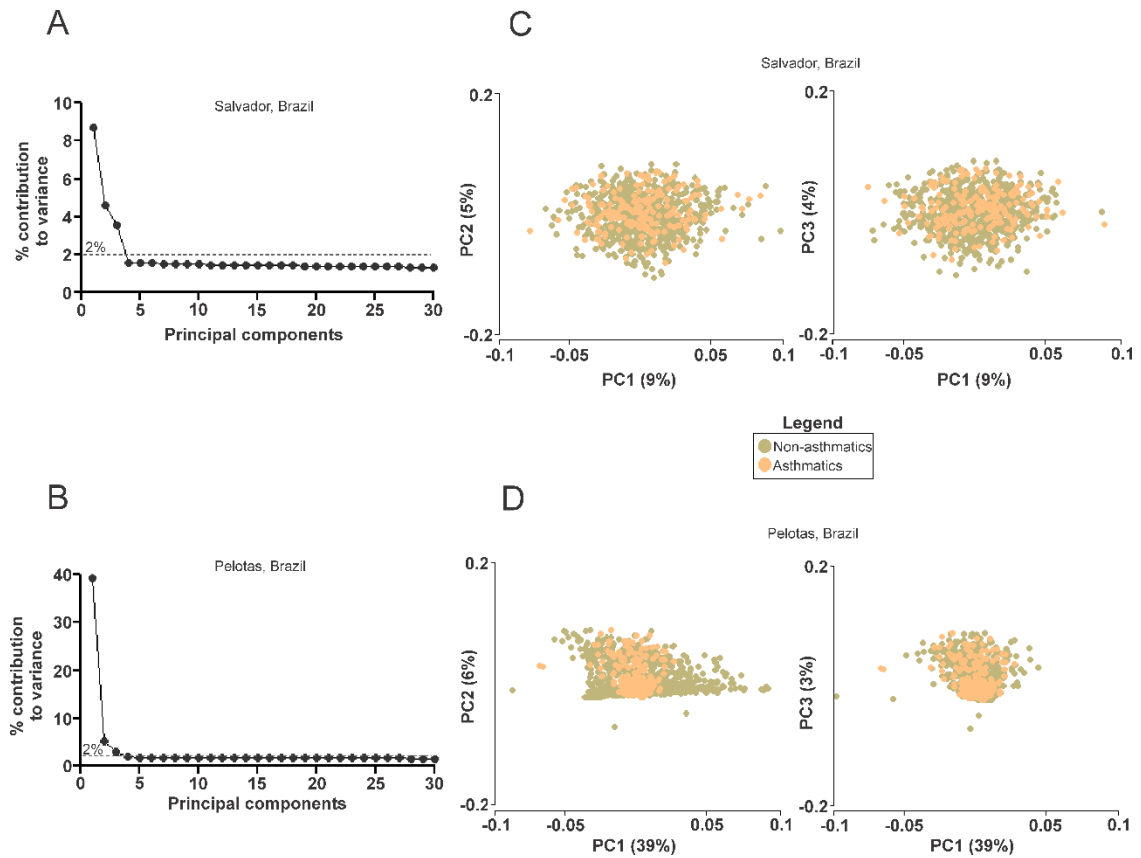 A
Salvador, Brazil
% contribution
to variance
10
8
6
4
2%
2
0
0 5 10 15 20 25 30
Principal components
C
Salvador, Brazil
0.2
PC2 (5%)
-0.2
-0.1 -0.05 0.05 0.1
PC1 (9%)
0.2
PC3 (4%)
-0.2
-0.1 -0.05 0.05 0.1
PC1 (9%)
Legend
Non-asthmatics
Asthmatics
B
Pelotas, Brazil
% contribution
to variance
40
30
20
10
2%
0
0 5 10 15 20 25 30
Principal components
D
Pelotas, Brazil
0.2
PC2 (6%)
-0.2
-0.1 -0.05 0.05 0.1
PC1 (39%)
0.2
PC3 (3%)
-0.2
-0.1 -0.05 0.05 0.1
PC1 (39%)